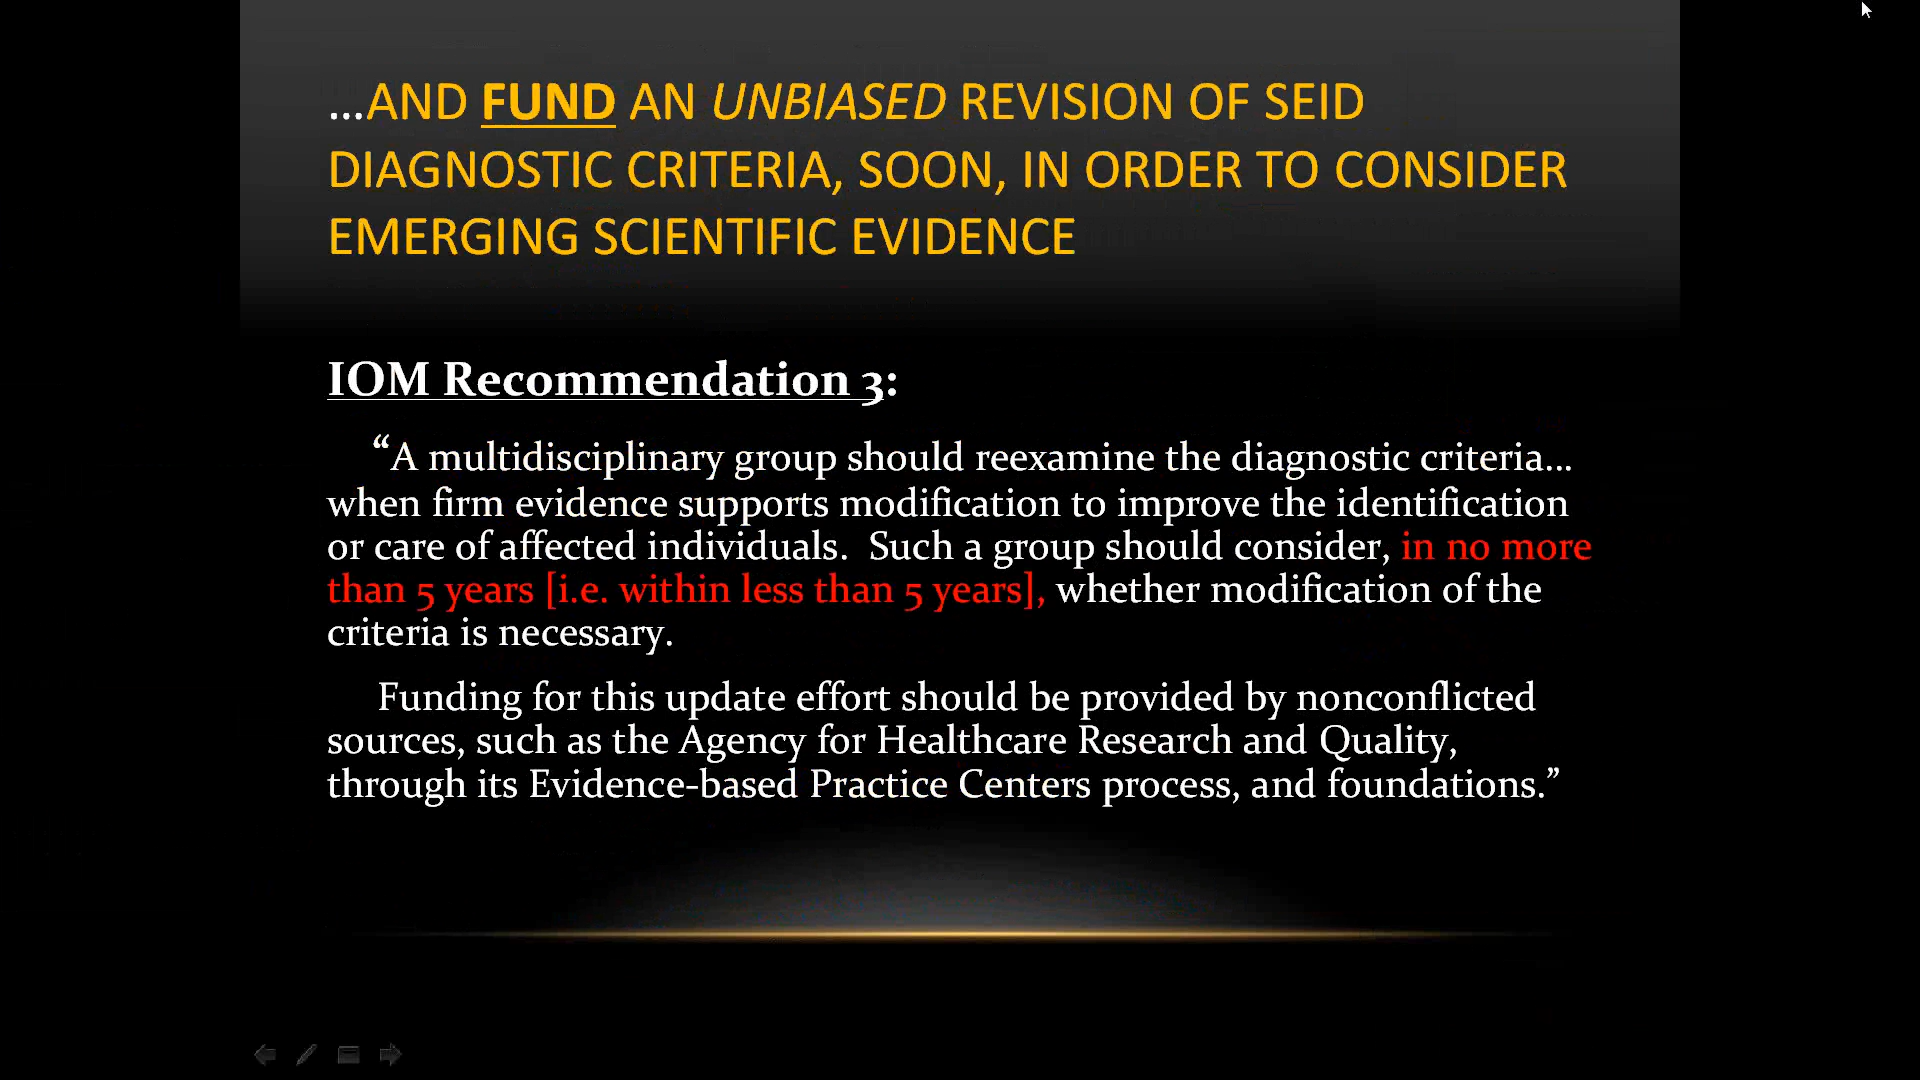 ...AND FUND AN UNBIASED REVISION OF SEID
DIAGNOSTIC CRITERIA, SOON, IN ORDER TO CONSIDER
EMERGING SCIENTIFIC EVIDENCE
IOM Recommendation 3:
“A multidisciplinary group should reexamine the diagnostic criteria...
when firm evidence supports modification to improve the identification
or care of affected individuals.  Such a group should consider, in no more
than 5 years [i.e. within less than 5 years], whether modification of the
criteria is necessary.
Funding for this update effort should be provided by nonconflicted
sources, such as the Agency for Healthcare Research and Quality,
through its Evidence-based Practice Centers process, and foundations.”